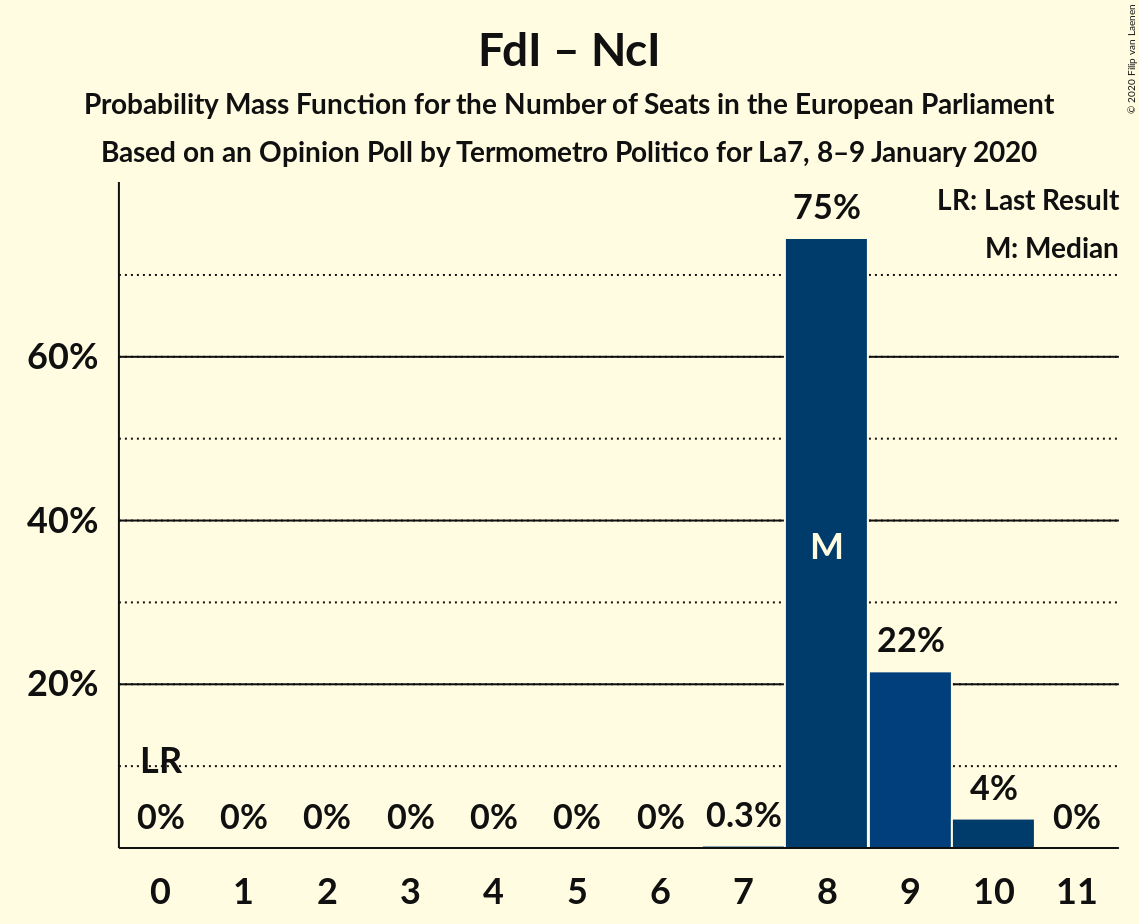 FdI – NcI
Probability Mass Function for the Number of Seats in the European Parliament
Based on an Opinion Poll by Termometro Politico for La7, 8–9 January 2020
© 2020 Filip van Laenen
LR: Last Result
M: Median
75%
60%
40%
M
22%
20%
LR
4%
0% 0% 0% 0% 0% 0% 0% 0.3% 0%
0 1 2 3 4 5 6 7 8 9 10 11